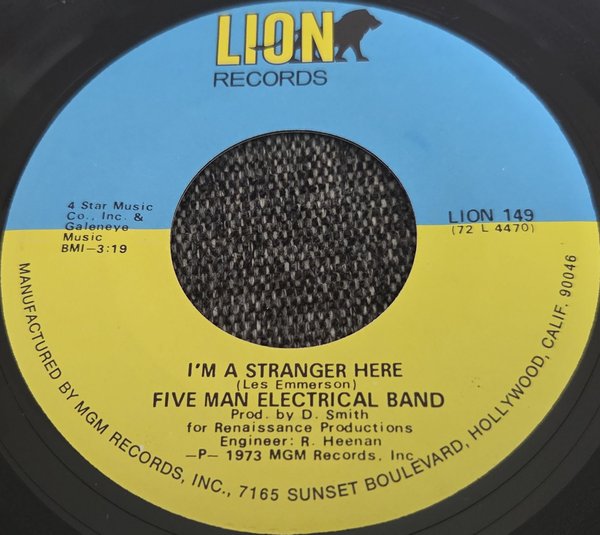 LION
RECORDS
4 Star Music
Co., Inc. &
Galeneye
Music
BMI-3:19
LION 149
(72 L 4470)
I'M A STRANGER HERE
(Les Emmerson)
FIVE MAN ELECTRICAL BAND
Prod. by D. Smith
for Renaissance Productions
Engineer: R. Heenan
-P- 1973 MGM Records, Inc.
MANUFACTURED BY MGM RECORDS, INC., 7165 SUNSET BOULEVARD, HOLLYWOOD, CALIF. 90046